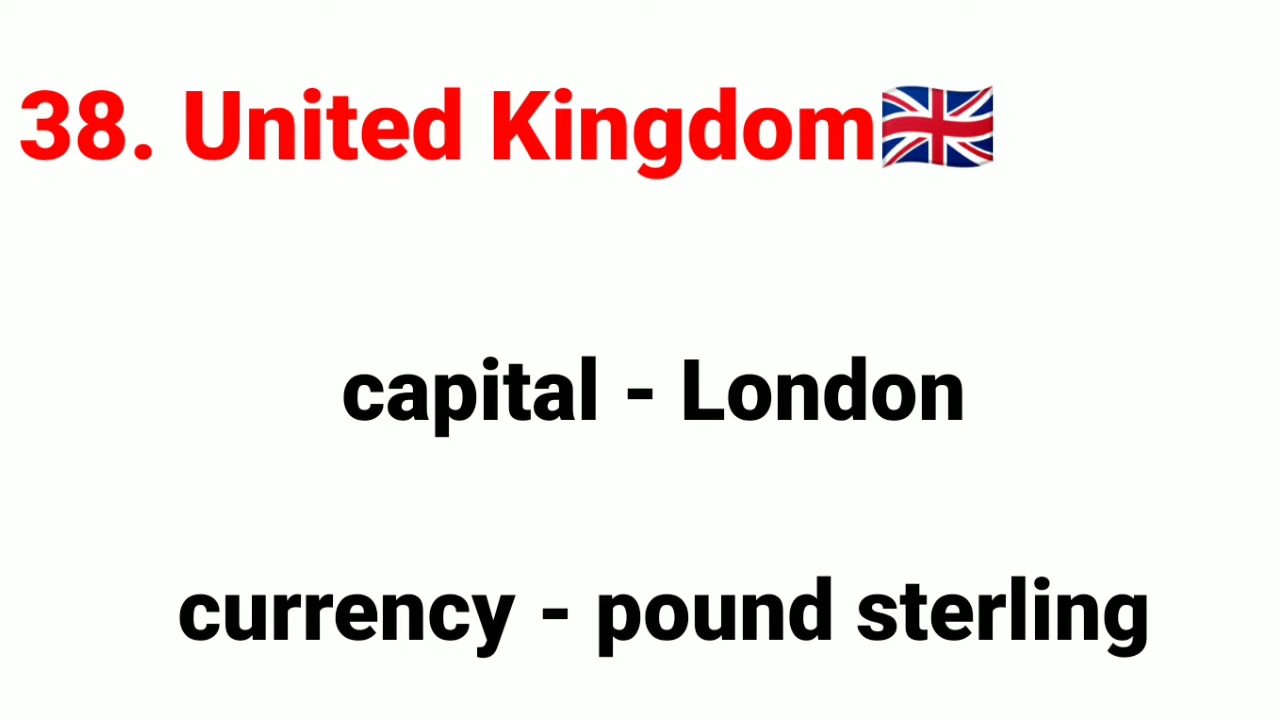 38. United Kingdom🇬🇧
capital - London
currency - pound sterling